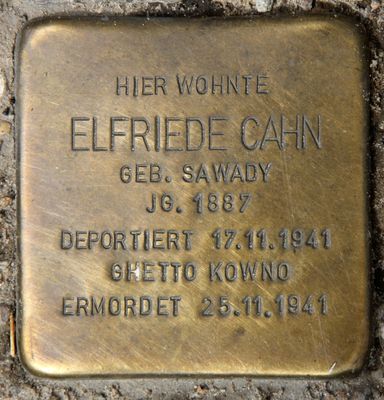 HIER WOHNTE
ELFRIEDE CAHN
GEB. SAWADY
JG. 1887
DEPORTIERT 17.11.1941
GHETTO KOWNO
ERMORDET 25.11.1941